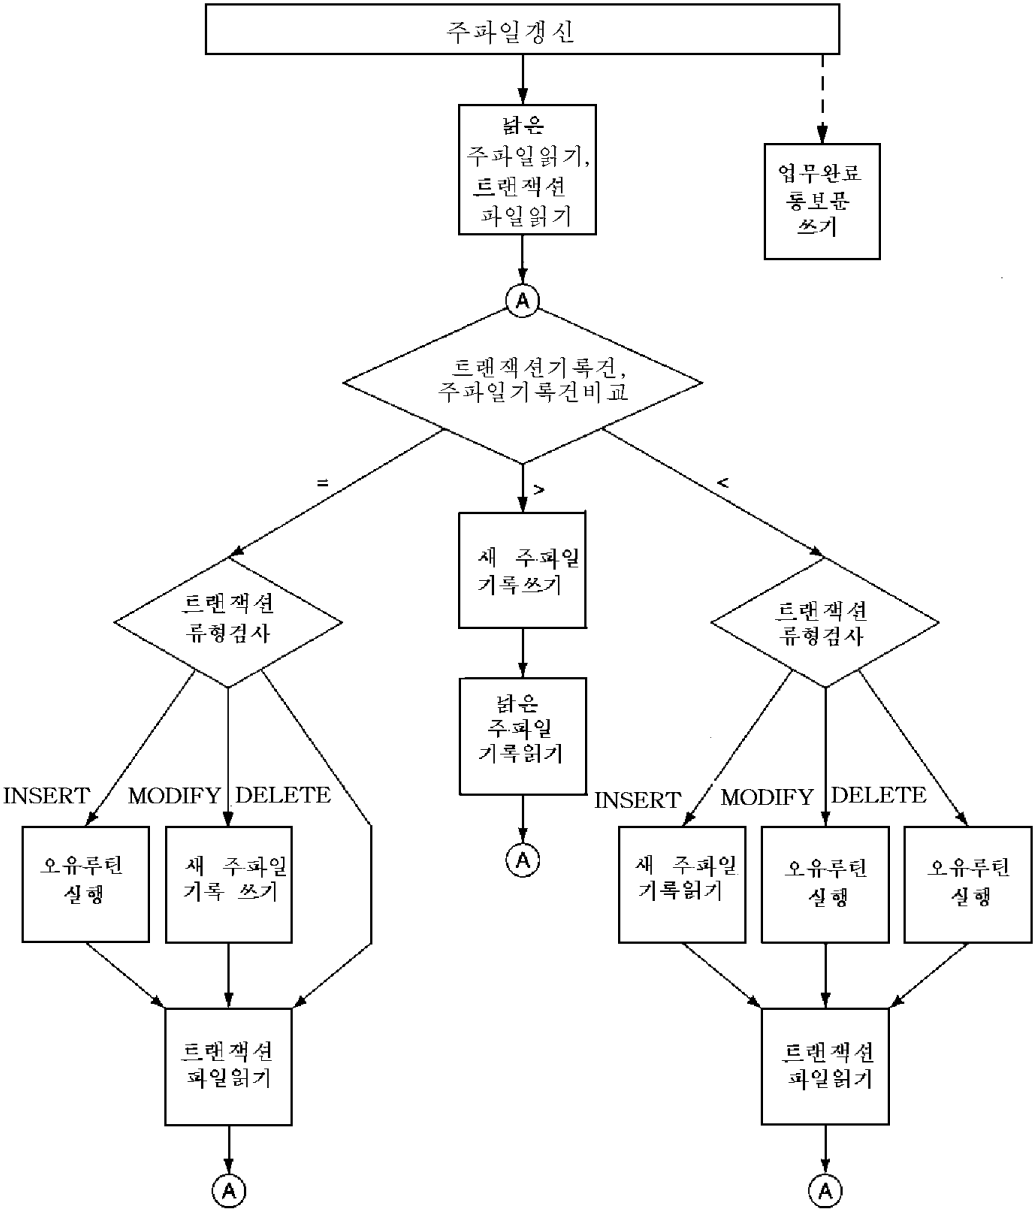 주파일갱신
낡은
주파일읽기,
트랜잭션
파일읽기
업무완료
통보문
쓰기
A
트랜잭션기록건,
주파일기록건비교
=
>
<
트랜잭션
류형검사
새 주파일
기록쓰기
트랜잭션
류형검사
낡은
주파일
기록읽기
INSERT
MODIFY
DELETE
INSERT
MODIFY
DELETE
A
오유루틴
실행
새 주파일
기록 쓰기
새 주파일
기록읽기
오유루틴
실행
오유루틴
실행
트랜잭션
파일읽기
트랜잭션
파일읽기
A
A